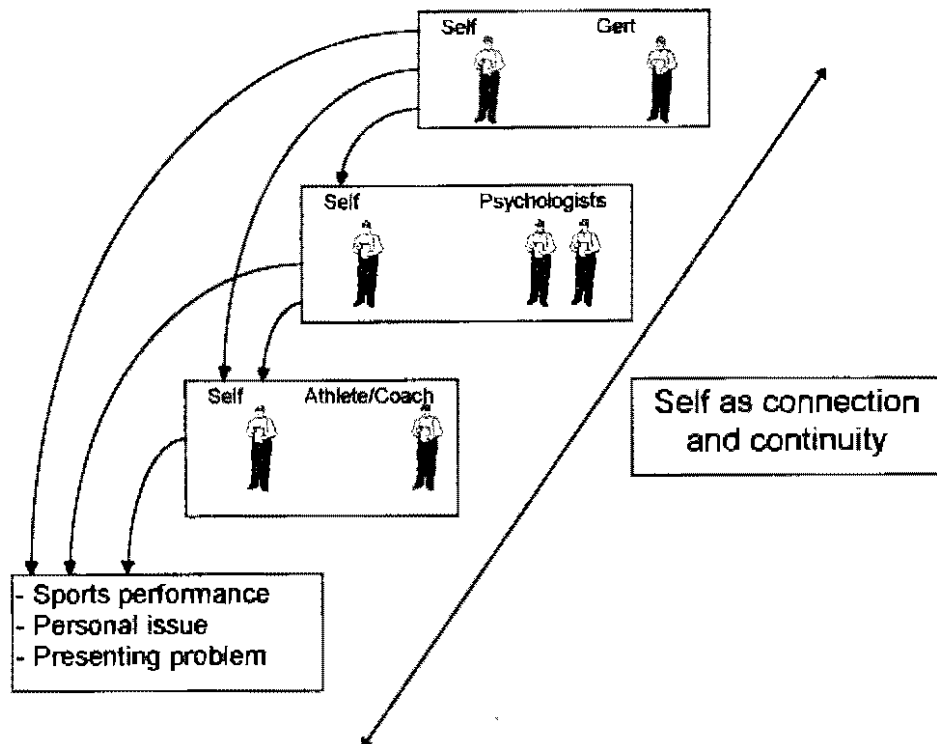 Self Gert
Self Psychologists
Self Athlete/Coach
Self as connection
and continuity
- Sports performance
- Personal issue
- Presenting problem